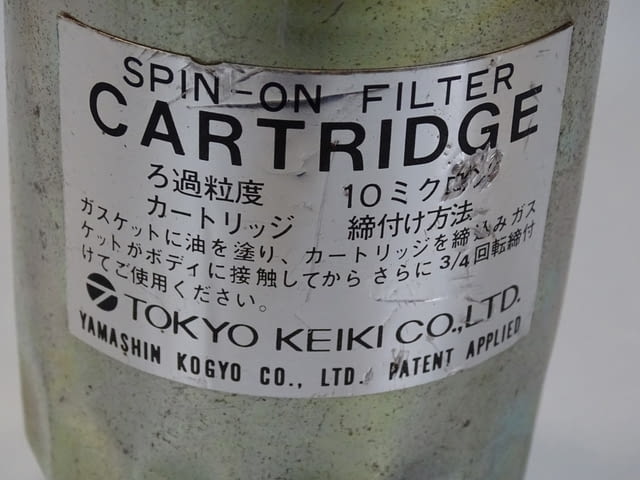 SPIN-ON FILTER
CARTRIDGE
ろ過粒度 10ミクロン
カートリッジ 締付け方法
ガスケットに油を塗り、カートリッジを締込みガス
ケットがボディに接触してから さらに 3/4 回転締付
けてご使用ください。
TOKYO KEIKI CO.,LTD.
YAMASHIN KOGYO CO., LTD. PATENT APPLIED